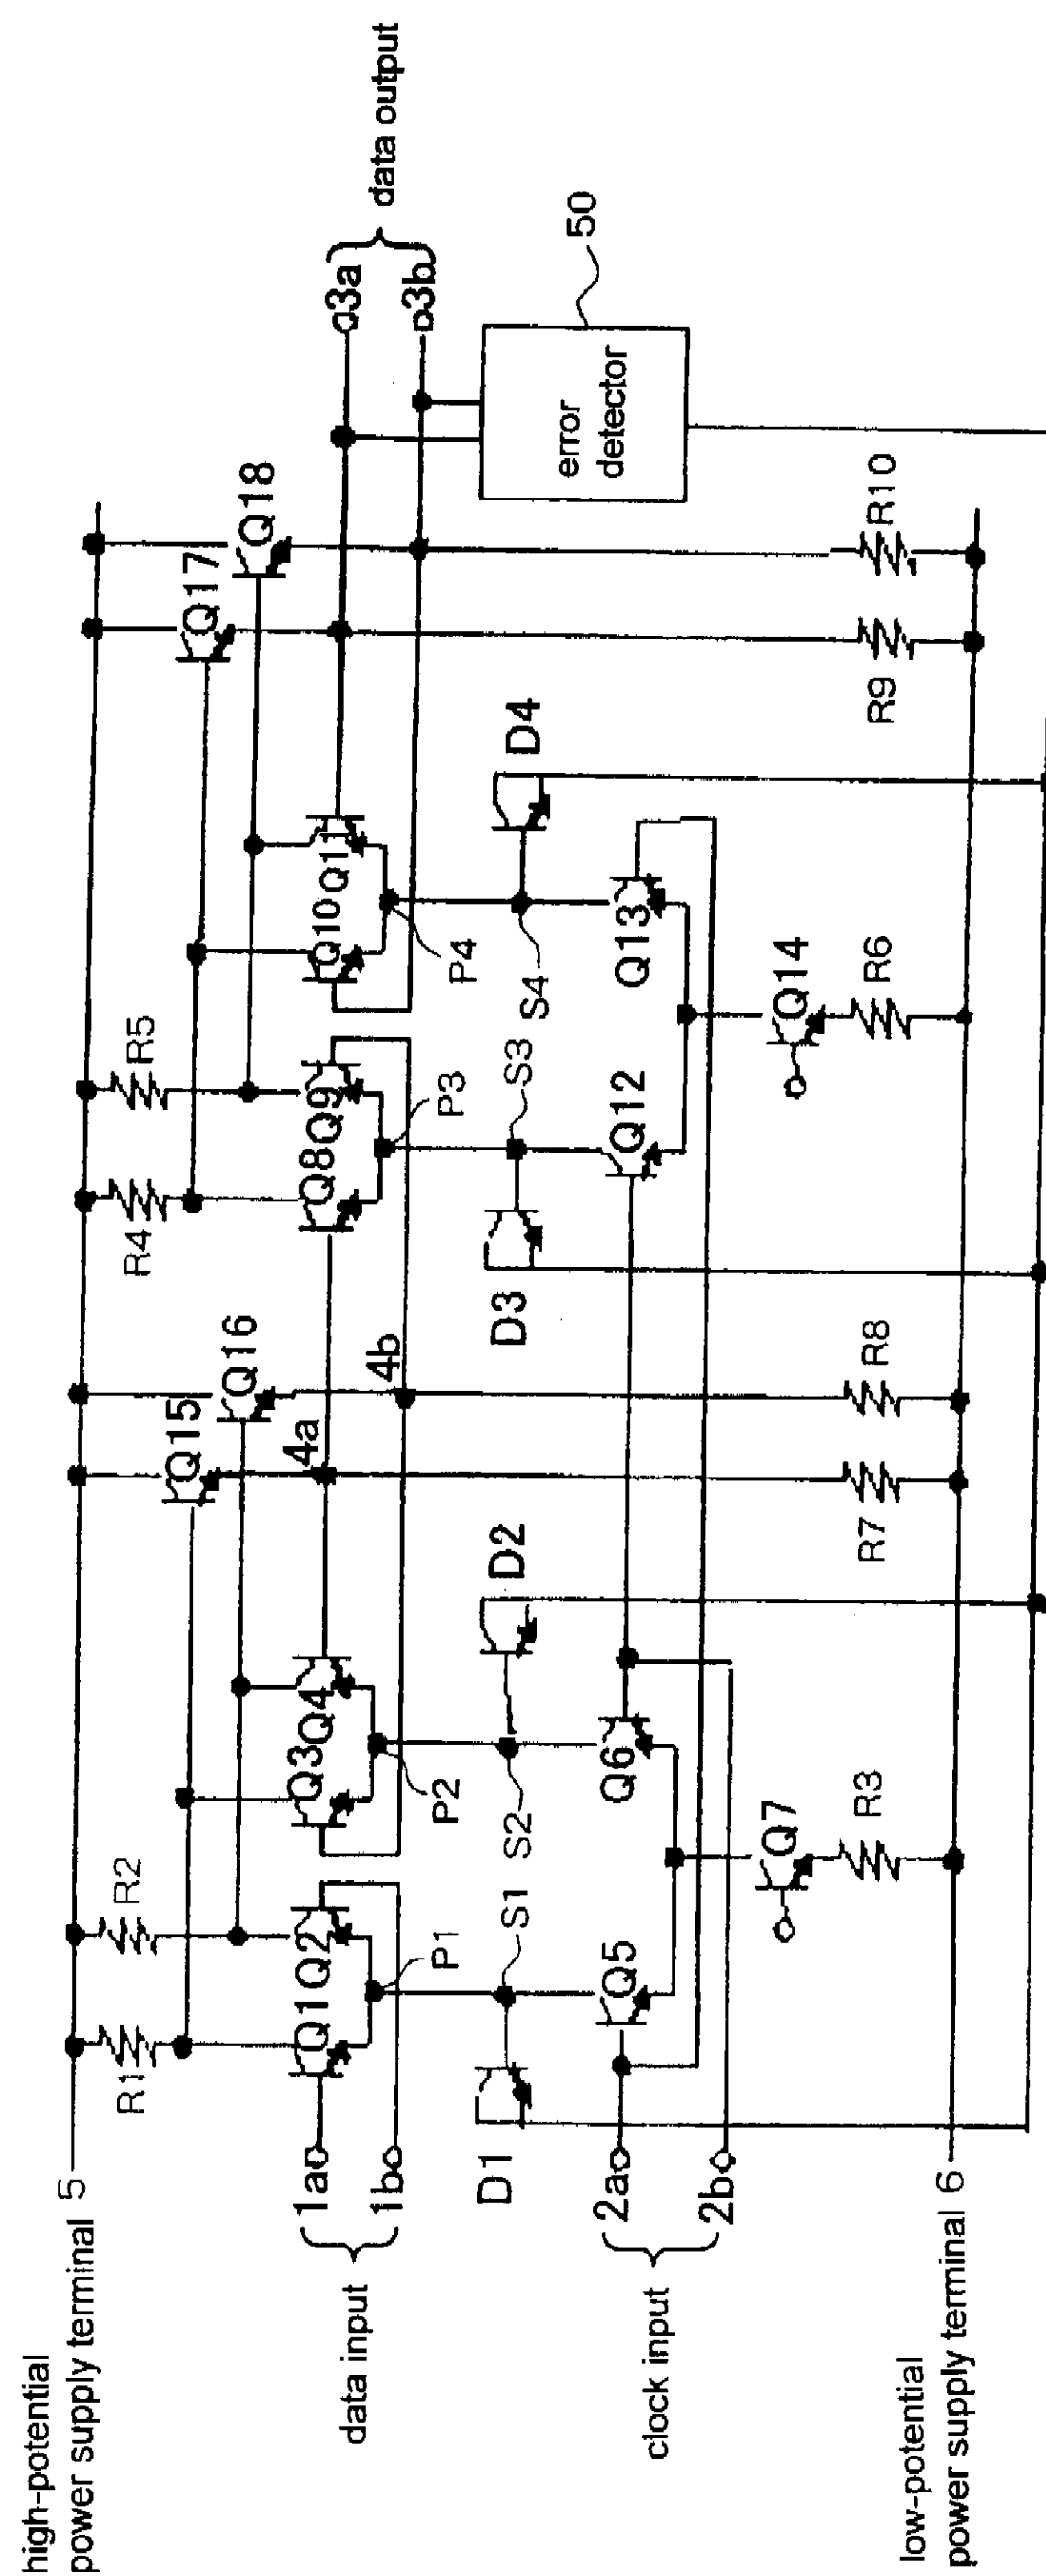 high-potential
power supply terminal 5
R1
R2
Q15
Q16
R4
R5
Q17
Q18
data output
data input
1a
1b
Q1
Q2
Q3
Q4
4a
4b
Q8
Q9
Q10
Q11
3a
3b
P1
P2
P3
P4
D1
S1
S2
D2
D3
S3
S4
D4
error
detector
50
clock input
2a
2b
Q5
Q6
Q12
Q13
Q7
Q14
R3
R7
R8
R6
R9
R10
low-potential
power supply terminal 6